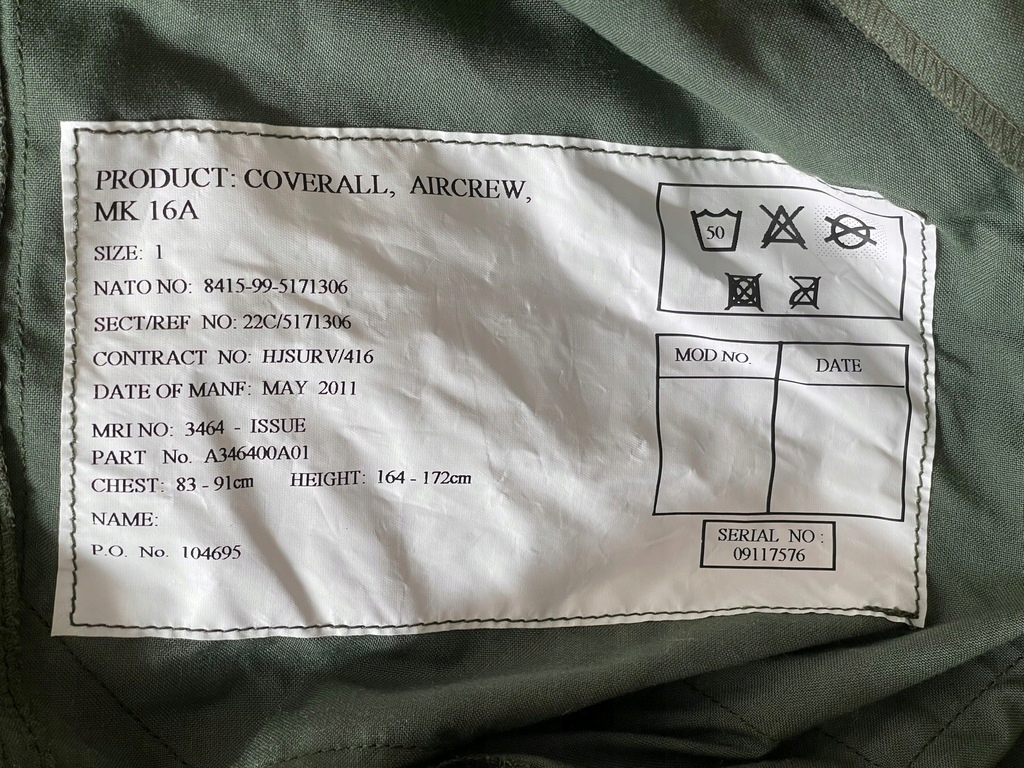 PRODUCT: COVERALL, AIRCREW,
MK 16A
SIZE: 1
NATO NO: 8415-99-5171306
SECT/REF NO: 22C/5171306
CONTRACT NO: HJSURV/416
DATE OF MANF: MAY 2011
MRI NO: 3464 - ISSUE
PART No. A346400A01
CHEST: 83 - 91cm HEIGHT: 164 - 172cm
NAME:
P.O. No. 104695
50
MOD NO. DATE
SERIAL NO :
09117576